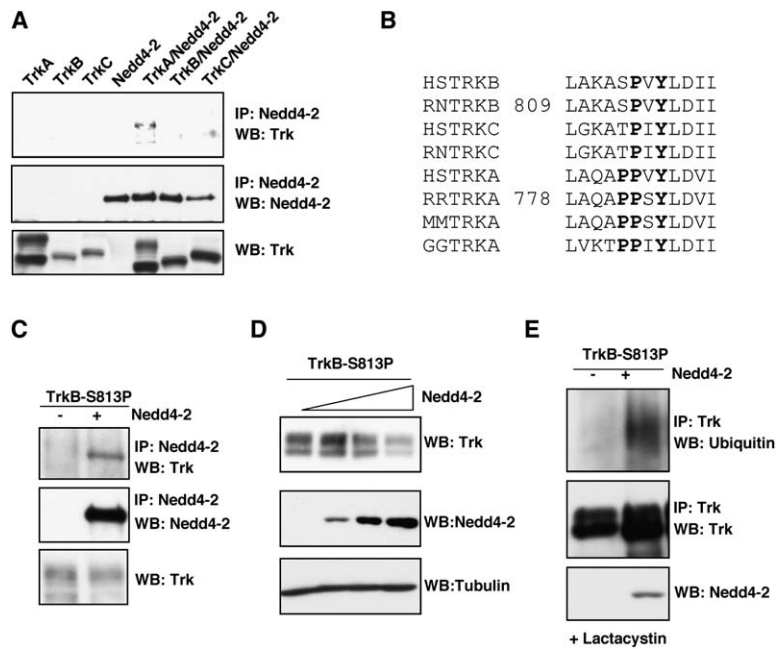 A
TrkA
TrkB
TrkC
Nedd4-2
TrkA/Nedd4-2
TrkB/Nedd4-2
TrkC/Nedd4-2
IP: Nedd4-2
WB: Trk
IP: Nedd4-2
WB: Nedd4-2
WB: Trk
B
HSTRKB LAKASPVYLDII
RNTRKB 809 LAKASPVYLDII
HSTRKC LGKATPIYLDII
RNTRKC LGKATPIYLDII
HSTRKA LAQAPPVYLDVI
RRTRKA 778 LAQAPPSYLDVI
MMTRKA LAQAPPSYLDVI
GGTRKA LVKTPPIYLDII
C
TrkB-S813P
- + Nedd4-2
IP: Nedd4-2
WB: Trk
IP: Nedd4-2
WB: Nedd4-2
WB: Trk
D
TrkB-S813P
Nedd4-2
WB: Trk
WB:Nedd4-2
WB:Tubulin
E
TrkB-S813P
- + Nedd4-2
IP: Trk
WB: Ubiquitin
IP: Trk
WB: Trk
WB: Nedd4-2
+ Lactacystin